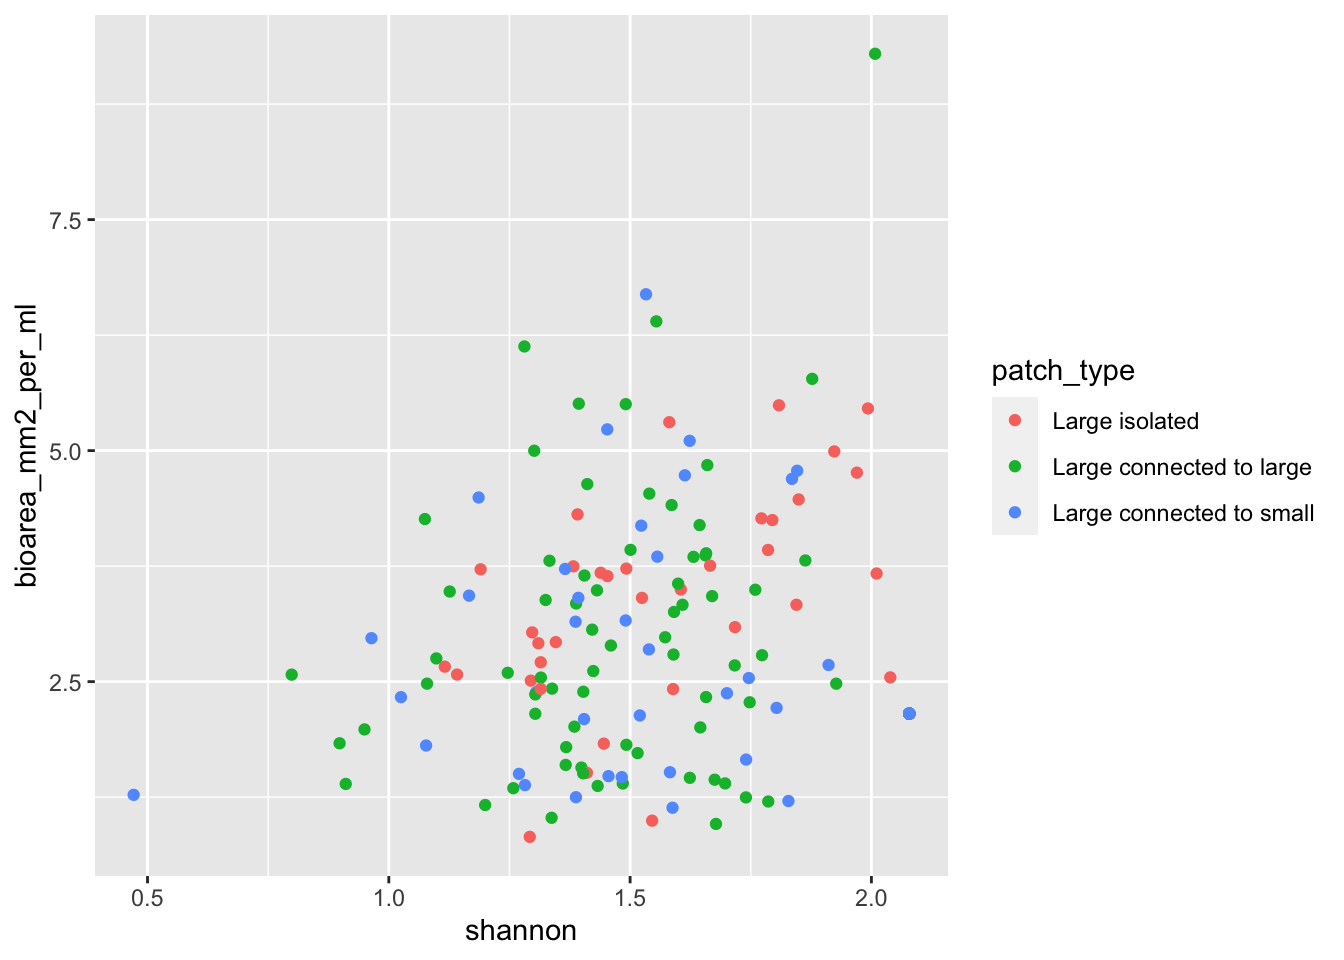 7.5
5.0
2.5
0.5
1.0
1.5
2.0
shannon
bioarea_mm2_per_ml
patch_type
Large isolated
Large connected to large
Large connected to small